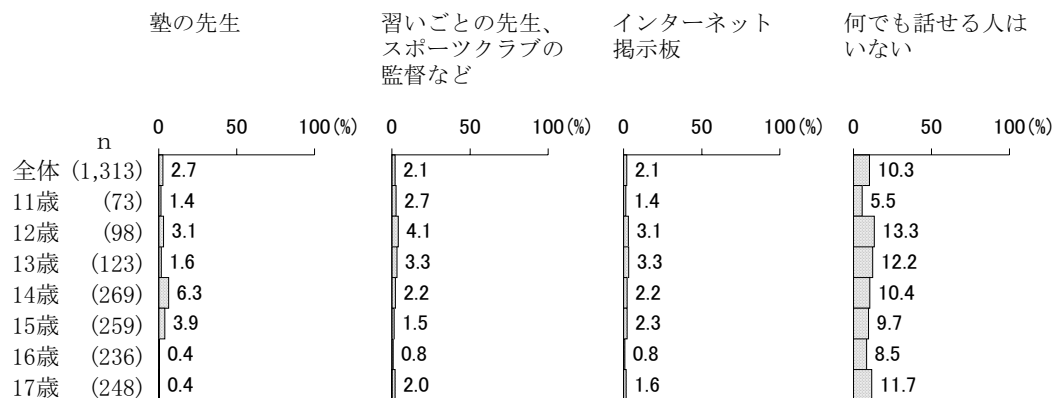 塾の先生
習いごとの先生、
スポーツクラブの
監督など
インターネット
掲示板
何でも話せる人は
いない
n
0 50 100(%) 0 50 100(%) 0 50 100(%) 0 50 100(%)
全体 (1,313) 2.7 2.1 2.1 10.3
11歳 (73) 1.4 2.7 1.4 5.5
12歳 (98) 3.1 4.1 3.1 13.3
13歳 (123) 1.6 3.3 3.3 12.2
14歳 (269) 6.3 2.2 2.2 10.4
15歳 (259) 3.9 1.5 2.3 9.7
16歳 (236) 0.4 0.8 0.8 8.5
17歳 (248) 0.4 2.0 1.6 11.7